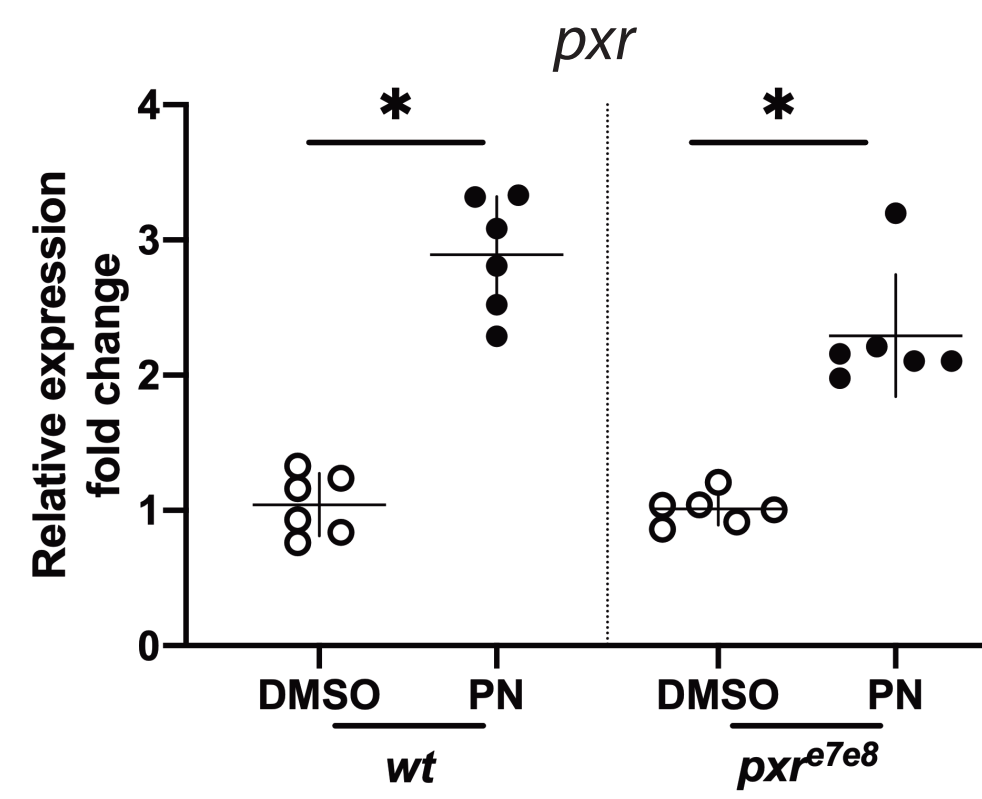 pxr
* *
Relative expression
fold change
4
3
2
1
0
DMSO PN DMSO PN
wt pxre7e8